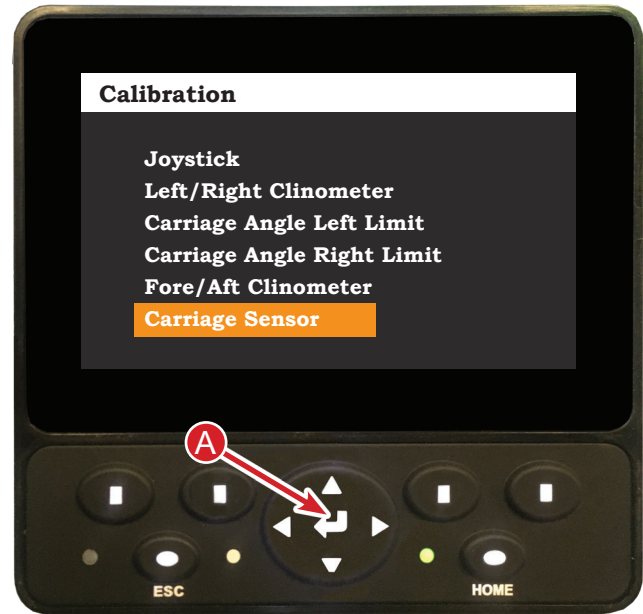 Calibration
Joystick
Left/Right Clinometer
Carriage Angle Left Limit
Carriage Angle Right Limit
Fore/Aft Clinometer
Carriage Sensor
A
ESC
HOME